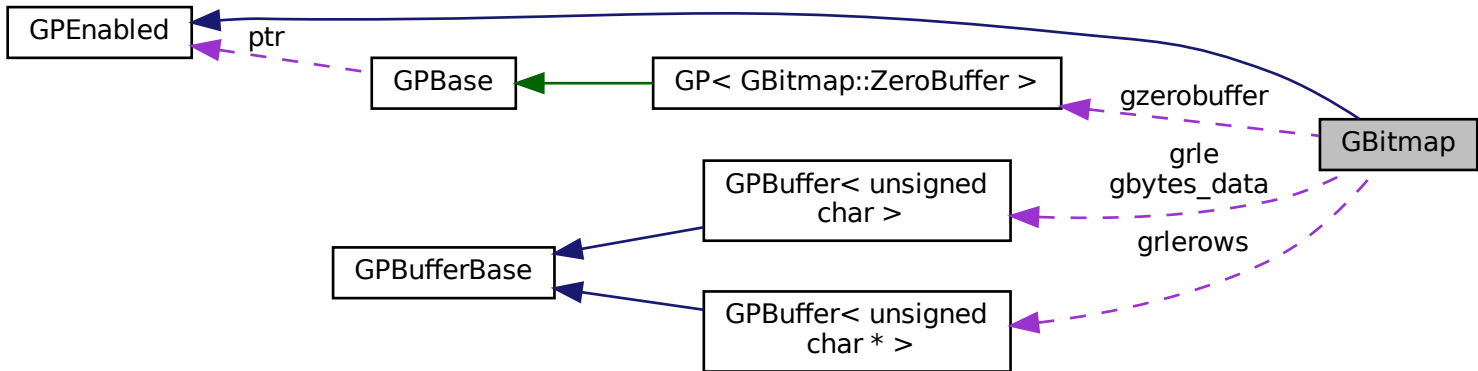 GPEnabled
ptr
GPBase
GP< GBitmap::ZeroBuffer >
gzerobuffer
GBitmap
grle
gbytes_data
GPBuffer< unsigned
char >
grlerows
GPBufferBase
GPBuffer< unsigned
char * >